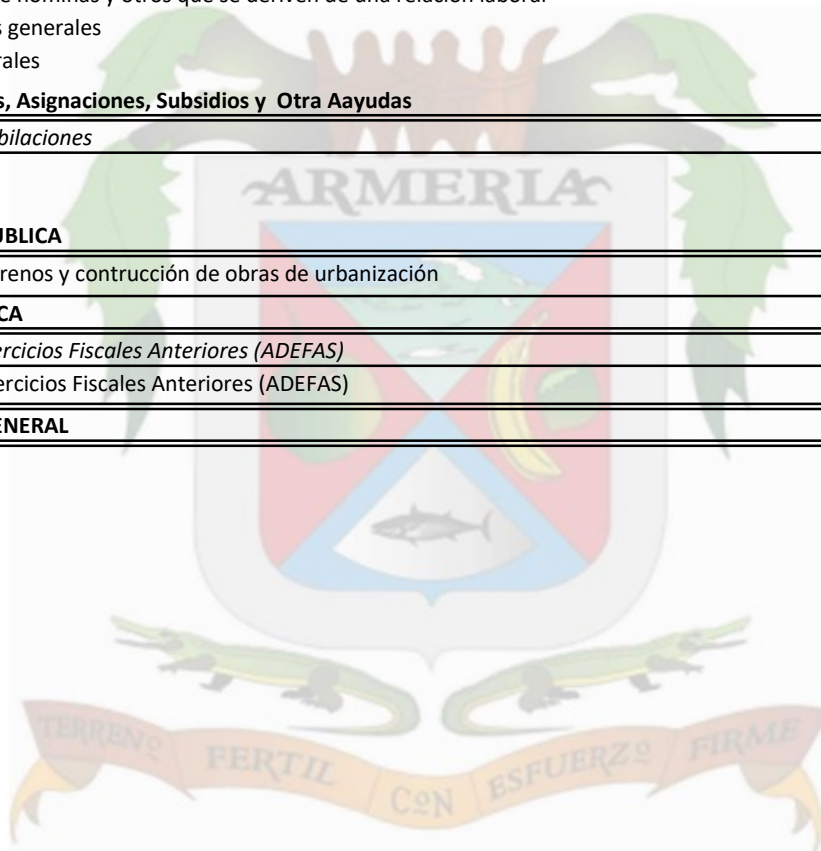 e nóminas y otros que se deriven de una relación laboral
s generales
rales
s, Asignaciones, Subsidios y Otra Aayudas
bilaciones
ARMERIA
UBLICA
renos y contrucción de obras de urbanización
CA
ercicios Fiscales Anteriores (ADEFAS)
ercicios Fiscales Anteriores (ADEFAS)
ENERAL
TERRENO FERTIL CON ESFUERZO FIRME